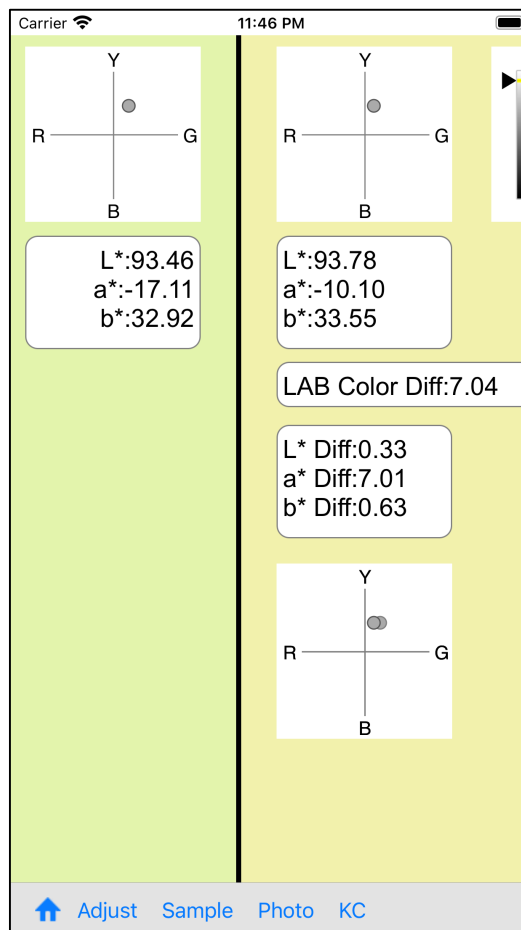 Carrier 11:46 PM
Y
R G
B
L*:93.46
a*:-17.11
b*:32.92
Y
R G
B
L*:93.78
a*:-10.10
b*:33.55
LAB Color Diff:7.04
L* Diff:0.33
a* Diff:7.01
b* Diff:0.63
Y
R G
B
Adjust Sample Photo KC